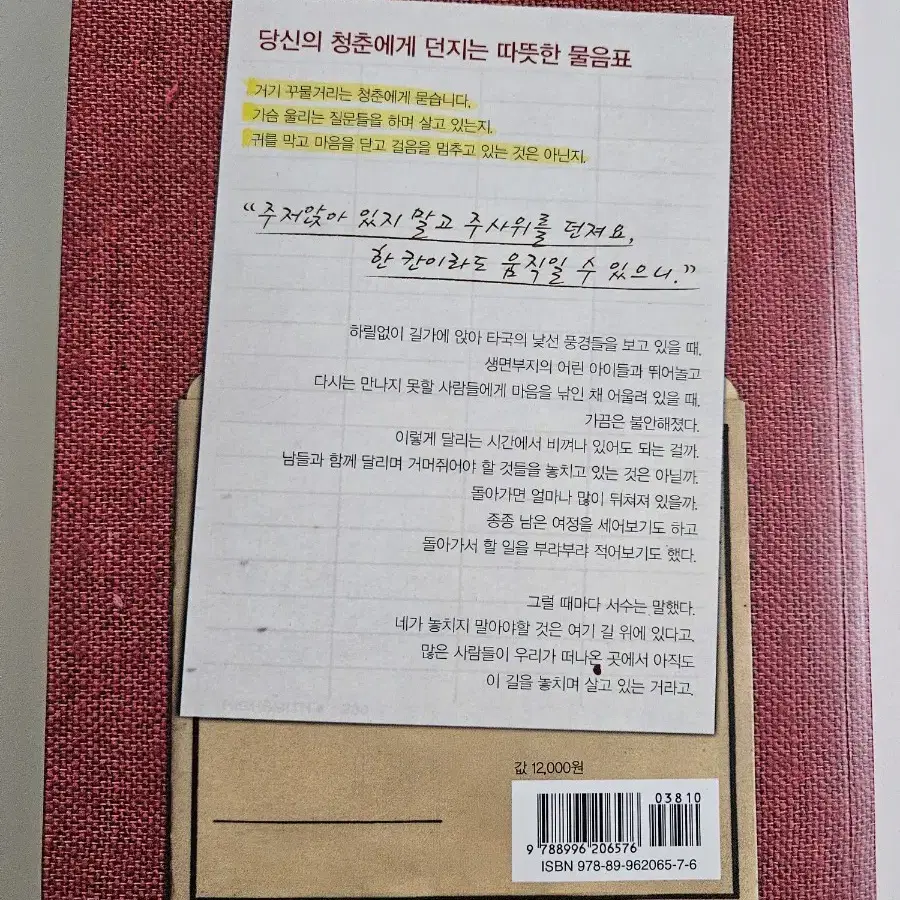 당신의 청춘에게 던지는 따뜻한 물음표
거기 꾸물거리는 청춘에게 묻습니다.
가슴 울리는 질문들을 하며 살고 있는지.
귀를 막고 마음을 닫고 걸음을 멈추고 있는 것은 아닌지.
“주저앉아 있지 말고 주사위를 던져요,
한 칸이라도 움직일 수 있으니.”
하릴없이 길가에 앉아 타국의 낯선 풍경들을 보고 있을 때,
생면부지의 어린 아이들과 뛰어놀고
다시는 만나지 못할 사람들에게 마음을 낚인 채 어울려 있을 때,
가끔은 불안해졌다.
이렇게 달리는 시간에서 비껴나 있어도 되는 걸까.
남들과 함께 달리며 거머쥐어야 할 것들을 놓치고 있는 것은 아닐까.
돌아가면 얼마나 많이 뒤쳐져 있을까.
종종 남은 여정을 세어보기도 하고
돌아가서 할 일을 부랴부랴 적어보기도 했다.
그럴 때마다 서수는 말했다.
네가 놓치지 말아야할 것은 여기 길 위에 있다고.
많은 사람들이 우리가 떠나온 곳에서 아직도
이 길을 놓치며 살고 있는 거라고.
값 12,000원
03810
9 788996 206576
ISBN 978-89-962065-7-6